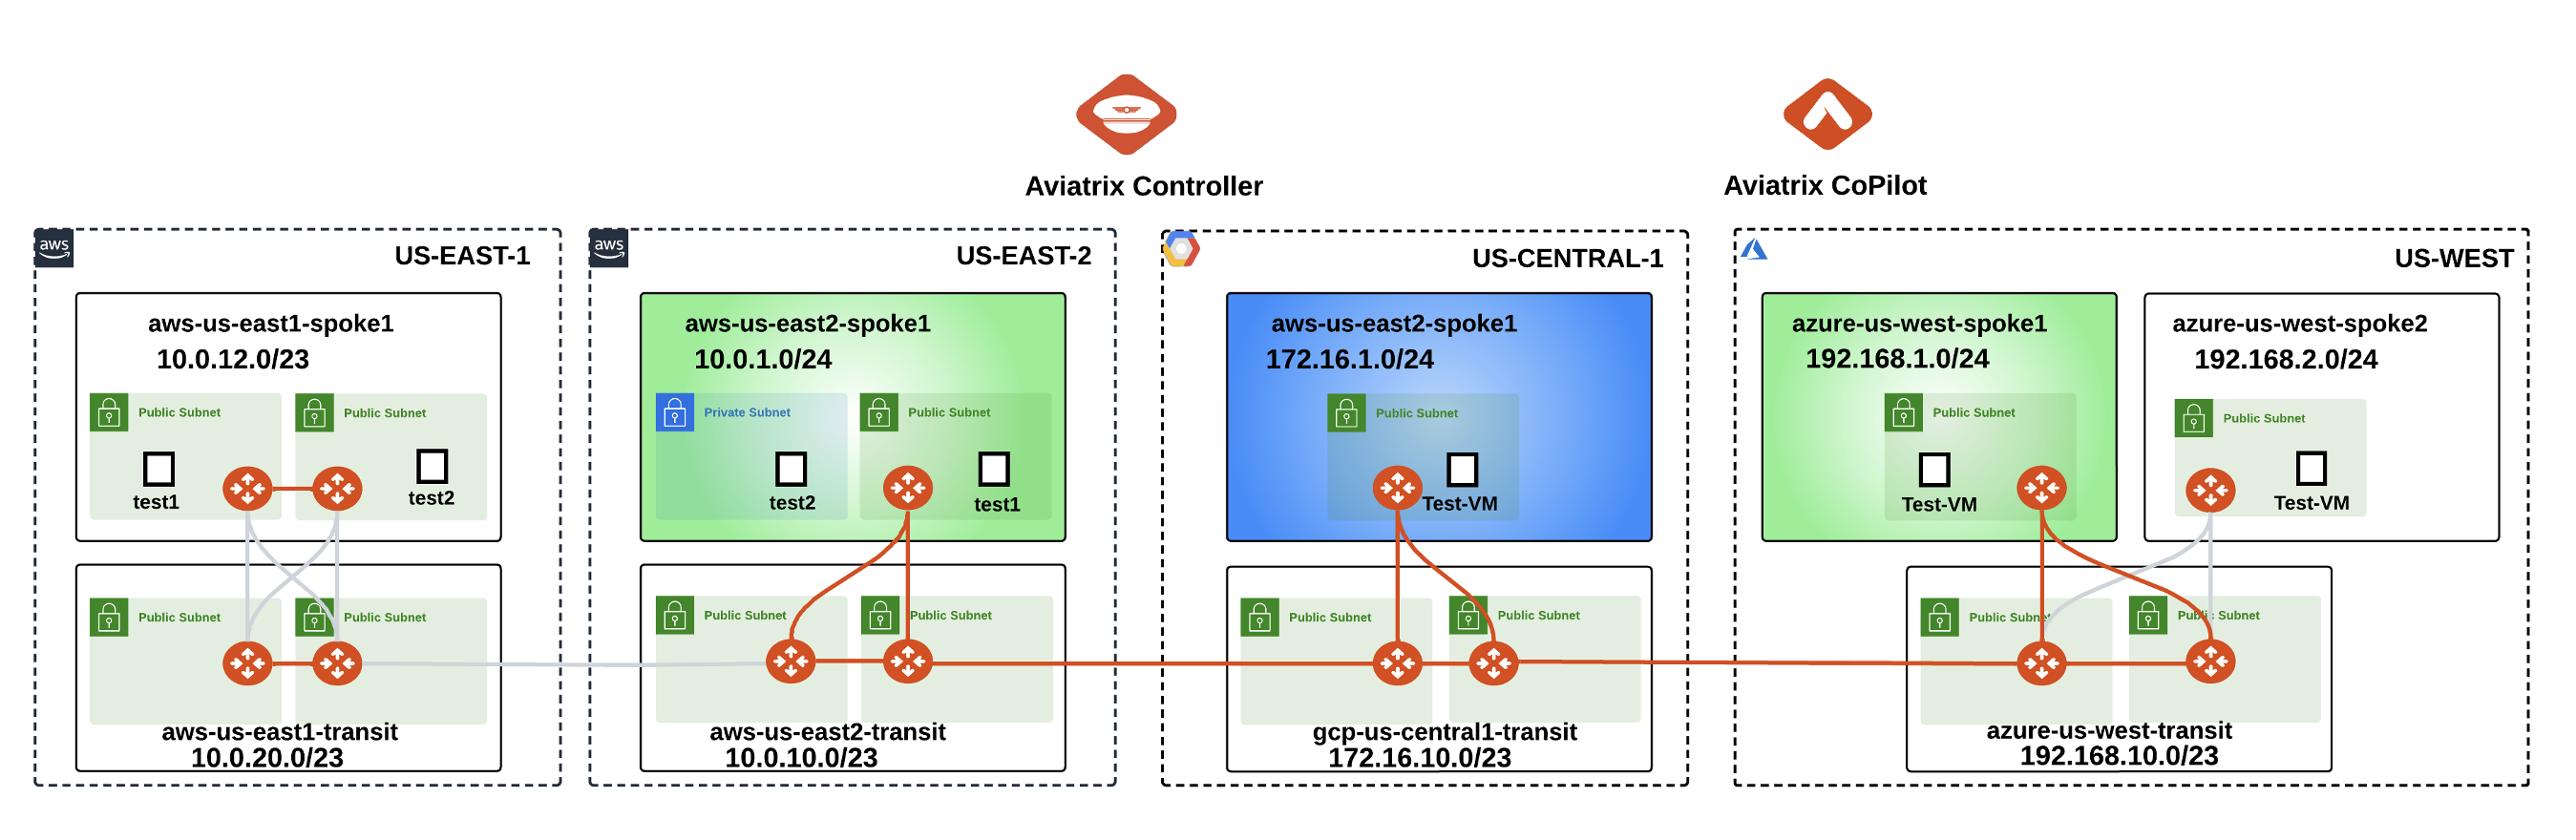 Aviatrix Controller
Aviatrix CoPilot
aws
US-EAST-1
aws-us-east1-spoke1
10.0.12.0/23
Public Subnet
Public Subnet
test1
test2
Public Subnet
Public Subnet
aws-us-east1-transit
10.0.20.0/23
aws
US-EAST-2
aws-us-east2-spoke1
10.0.1.0/24
Private Subnet
Public Subnet
test2
test1
Public Subnet
Public Subnet
aws-us-east2-transit
10.0.10.0/23
US-CENTRAL-1
aws-us-east2-spoke1
172.16.1.0/24
Public Subnet
Test-VM
Public Subnet
Public Subnet
gcp-us-central1-transit
172.16.10.0/23
US-WEST
azure-us-west-spoke1
192.168.1.0/24
Public Subnet
Test-VM
azure-us-west-spoke2
192.168.2.0/24
Public Subnet
Test-VM
Public Subnet
Public Subnet
azure-us-west-transit
192.168.10.0/23